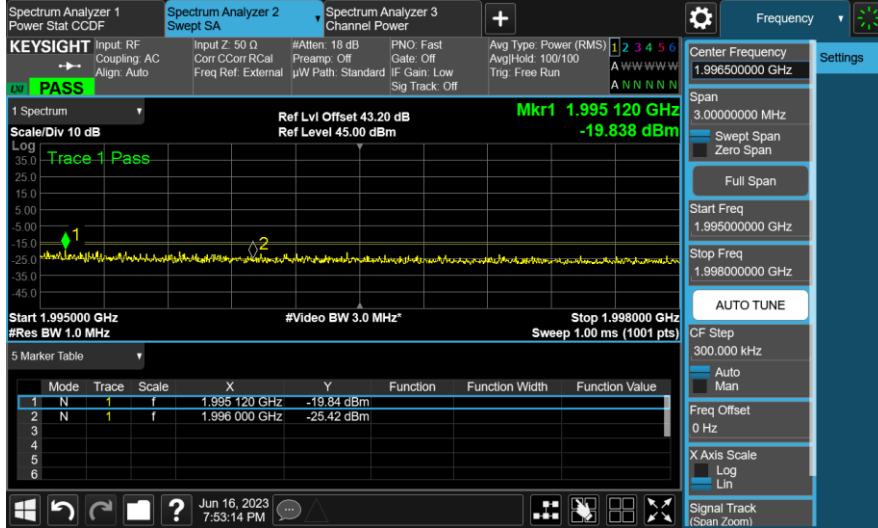 Spectrum Analyzer 1
Power Stat CCDF
Spectrum Analyzer 2
Swept SA
Spectrum Analyzer 3
Channel Power
Frequency
KEYSIGHT
Input: RF
Coupling: AC
Align: Auto
Input Z: 50 Ω
Corr CCorr RCal
Freq Ref: External
#Atten: 18 dB
Preamp: Off
µW Path: Standard
PNO: Fast
Gate: Off
IF Gain: Low
Sig Track: Off
Avg Type: Power (RMS)
Avg|Hold: 100/100
Trig: Free Run
1 2 3 4 5 6
A W W W W W
A N N N N N
LXI PASS
1 Spectrum
Scale/Div 10 dB
Ref Lvl Offset 43.20 dB
Ref Level 45.00 dBm
Mkr1 1.995 120 GHz
-19.838 dBm
Log
Trace 1 Pass
35.0
25.0
15.0
5.00
-5.00
-15.0
-25.0
-35.0
-45.0
1
2
Start 1.995000 GHz
#Res BW 1.0 MHz
#Video BW 3.0 MHz*
Stop 1.998000 GHz
Sweep 1.00 ms (1001 pts)
5 Marker Table
Mode Trace Scale X Y Function Function Width Function Value
1 N 1 f 1.995 120 GHz -19.84 dBm
2 N 1 f 1.996 000 GHz -25.42 dBm
3
4
5
6
Jun 16, 2023
7:53:14 PM
Settings
Center Frequency
1.996500000 GHz
Span
3.00000000 MHz
Swept Span
Zero Span
Full Span
Start Freq
1.995000000 GHz
Stop Freq
1.998000000 GHz
AUTO TUNE
CF Step
300.000 kHz
Auto
Man
Freq Offset
0 Hz
X Axis Scale
Log
Lin
Signal Track
(Span Zoom)